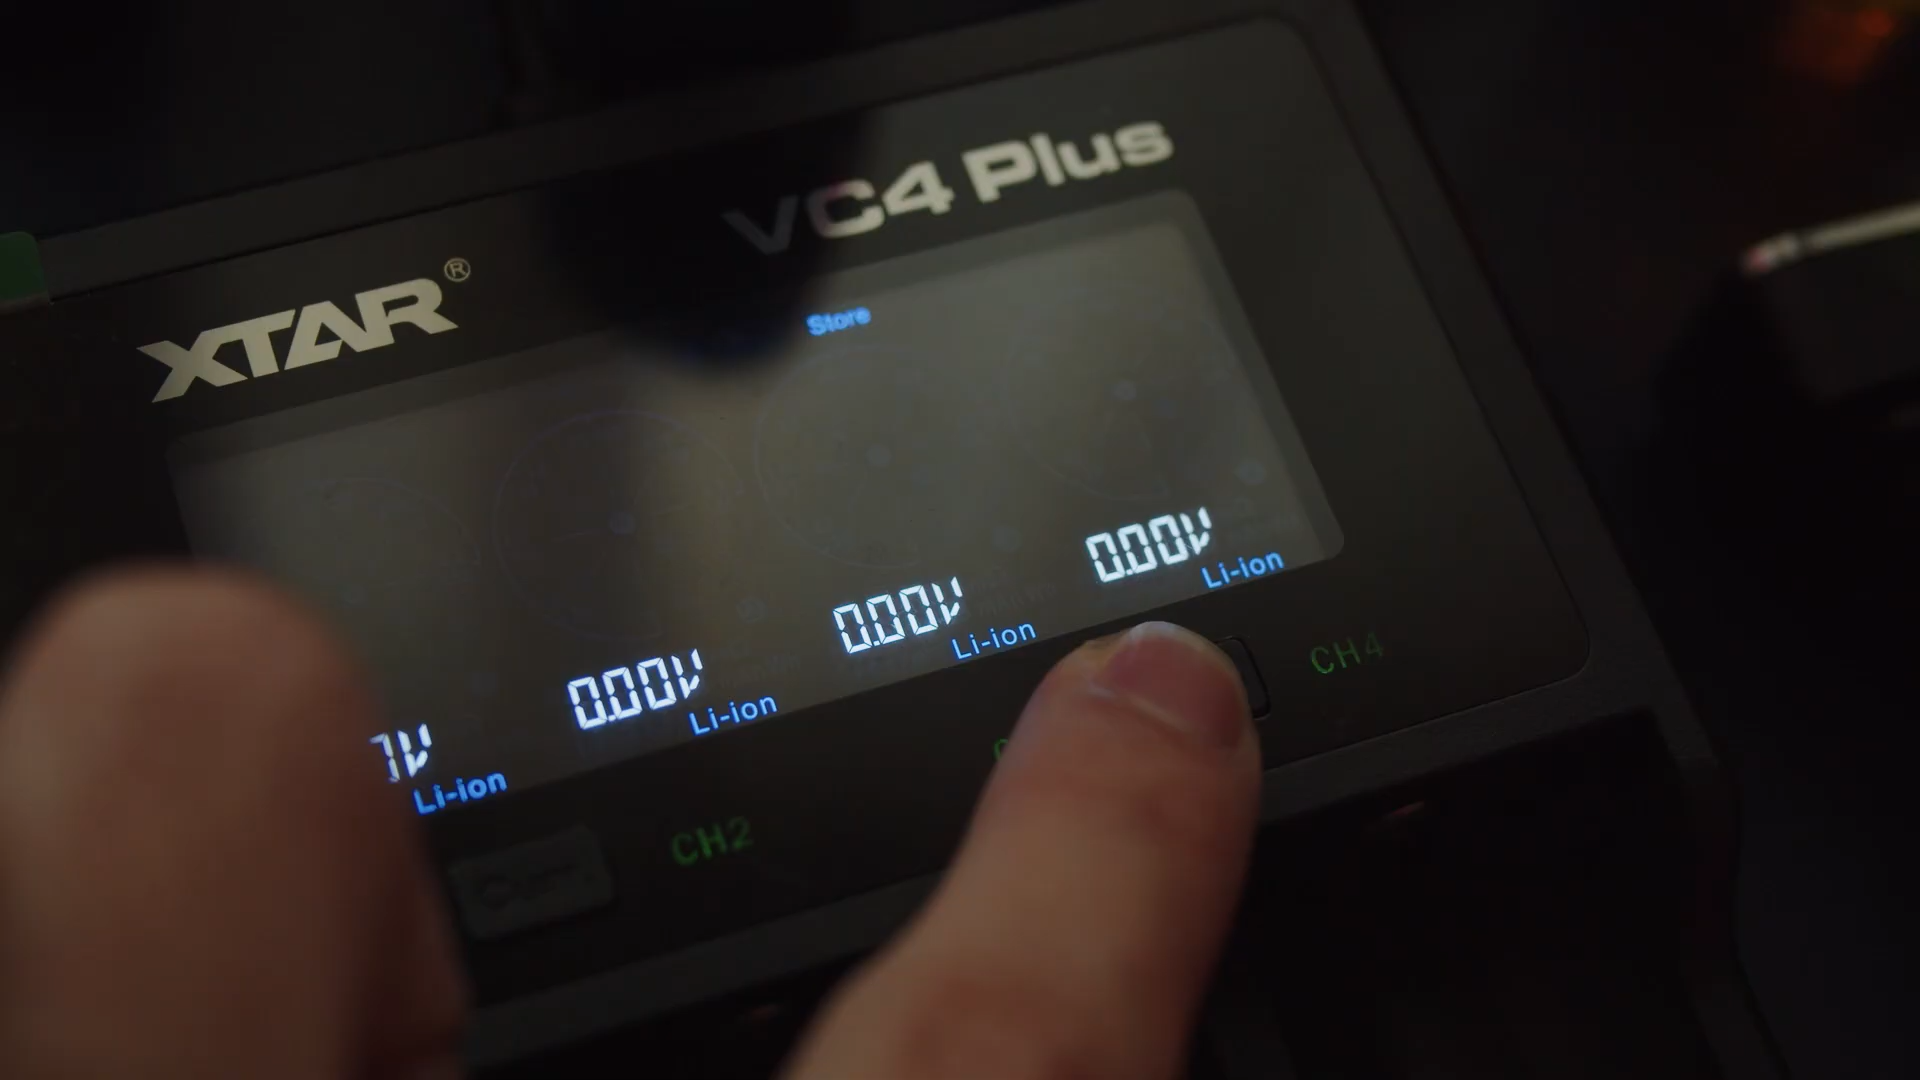 XTAR®
VC4 Plus
Store
0.00V
Li-ion
0.00V
Li-ion
0.00V
Li-ion
V
Li-ion
CH2
CH4